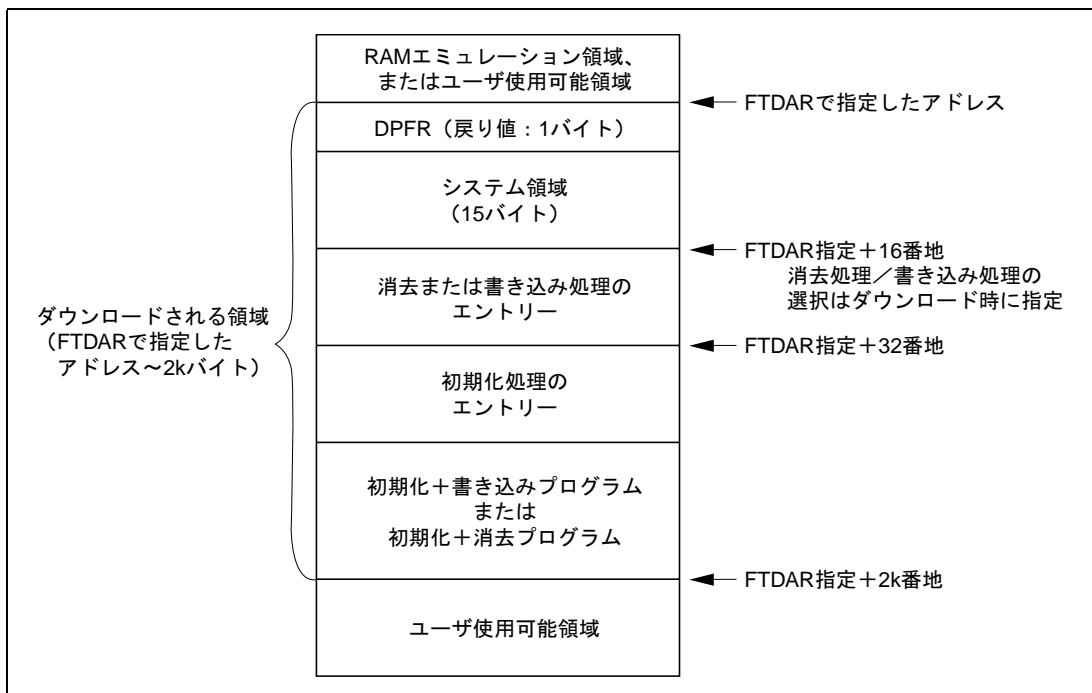 RAMエミュレーション領域、
またはユーザ使用可能領域
FTDARで指定したアドレス
DPFR（戻り値：1バイト）
システム領域
（15バイト）
FTDAR指定＋16番地
消去処理／書き込み処理の
選択はダウンロード時に指定
消去または書き込み処理の
エントリー
ダウンロードされる領域
（FTDARで指定した
アドレス～2kバイト）
FTDAR指定＋32番地
初期化処理の
エントリー
初期化＋書き込みプログラム
または
初期化＋消去プログラム
FTDAR指定＋2k番地
ユーザ使用可能領域